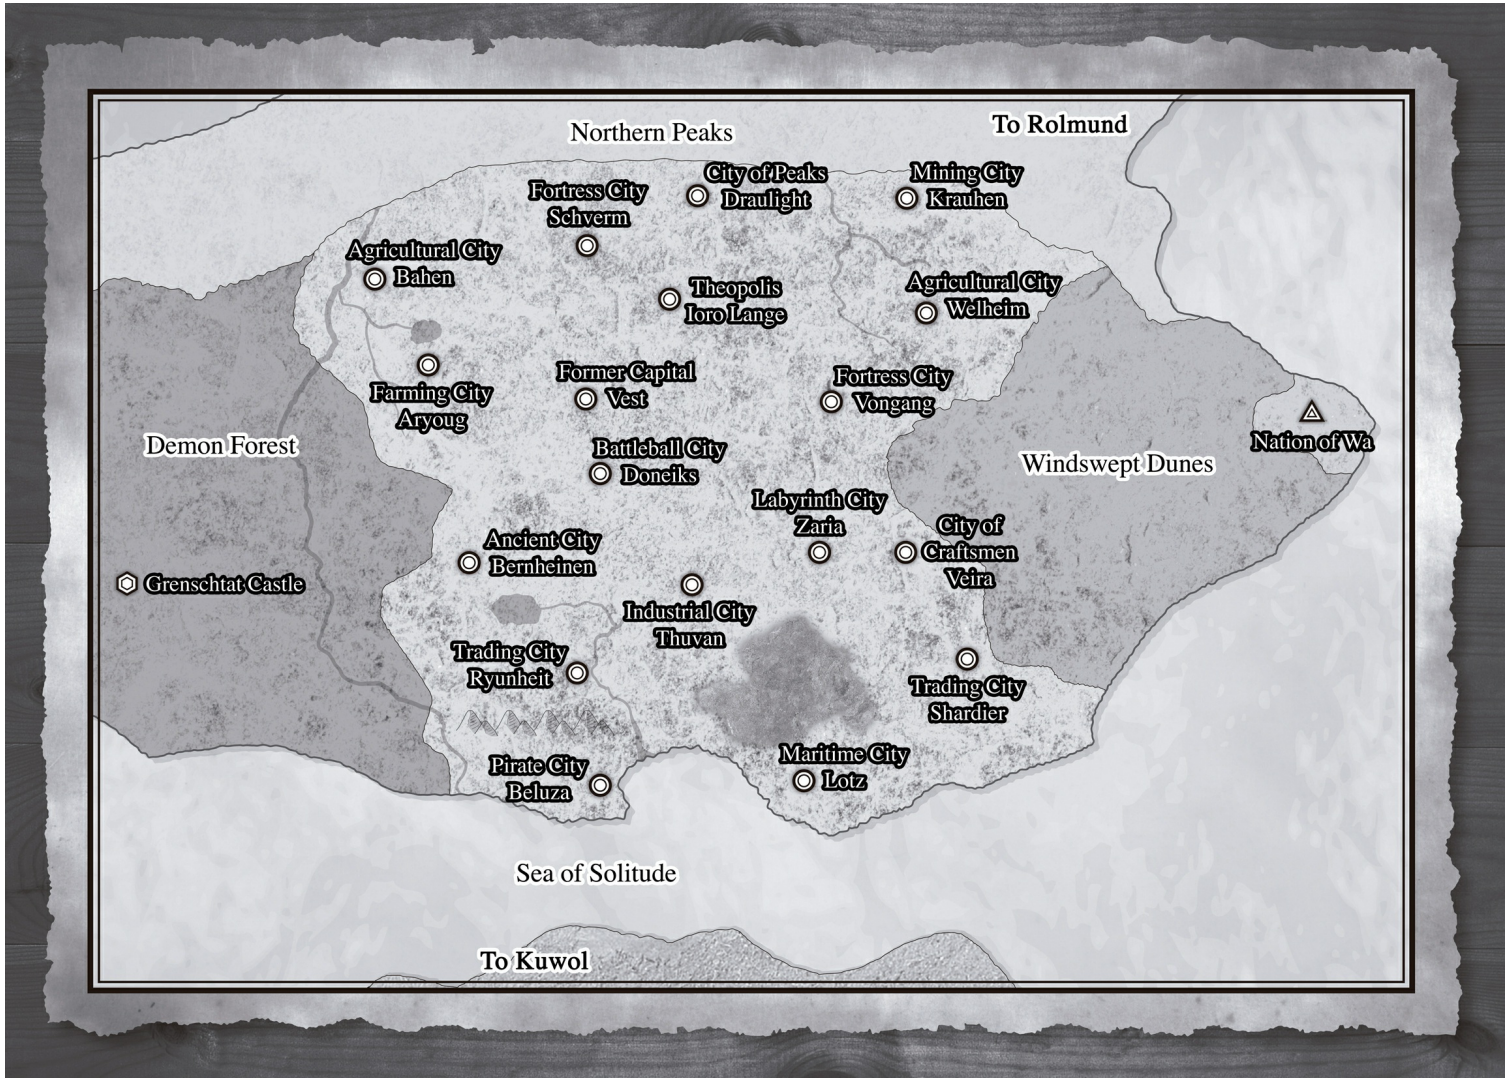 To Rolmund
Northern Peaks
City of Peaks
Draulight
Mining City
Krauhen
Fortress City
Schverm
Agricultural City
Bahen
Theopolis
Ioro Lange
Agricultural City
Welheim
Farming City
Aryoug
Former Capital
Vest
Fortress City
Vongang
Demon Forest
Battleball City
Doneiks
Windswept Dunes
Nation of Wa
Labyrinth City
Zaria
City of
Craftsmen
Veira
Ancient City
Bernheinen
Grenschtat Castle
Industrial City
Thuvan
Trading City
Ryunheit
Trading City
Shardier
Pirate City
Beluza
Maritime City
Lotz
Sea of Solitude
To Kuwol